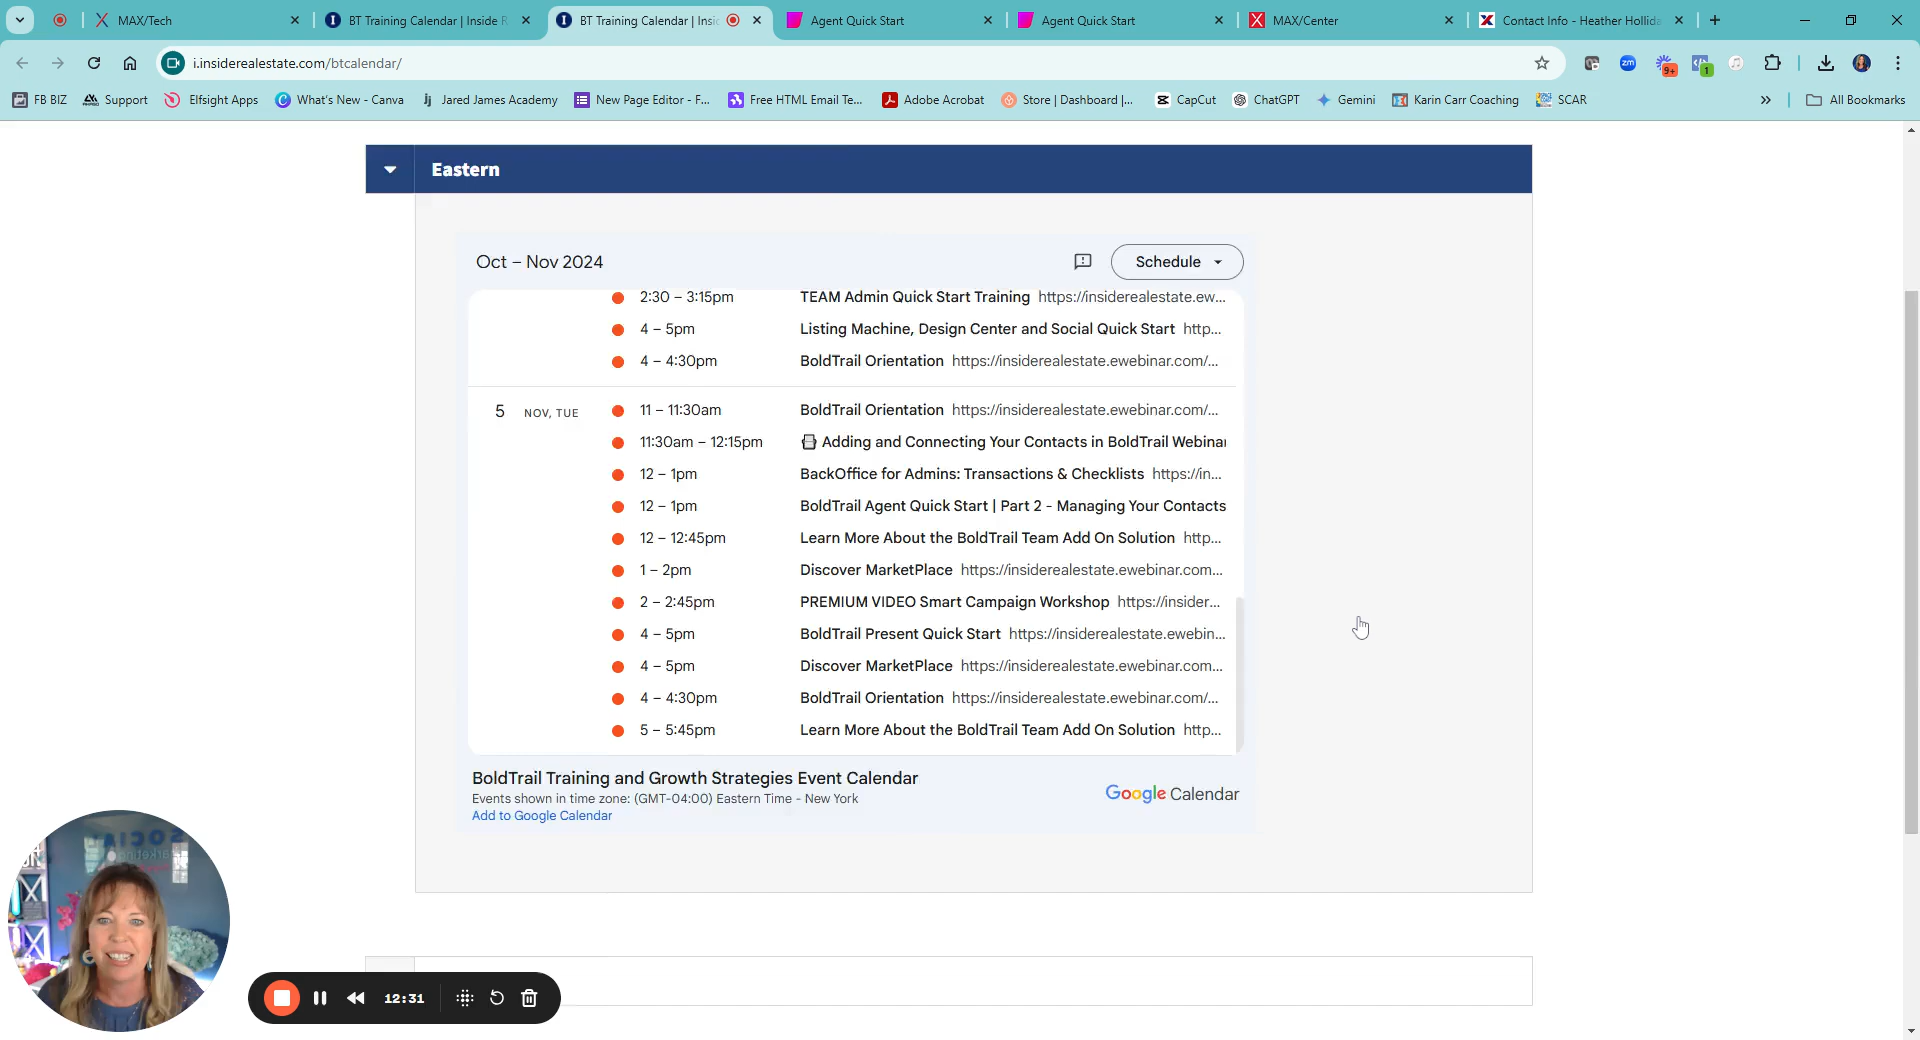 MAX/Tech
BT Training Calendar | Inside R
BT Training Calendar | Insi
Agent Quick Start
Agent Quick Start
MAX/Center
Contact Info - Heather Hollida
i.insiderealestate.com/btcalendar/
zm
9+
1
FB BIZ
Support
Elfsight Apps
What's New - Canva
Jared James Academy
New Page Editor - F...
Free HTML Email Te...
Adobe Acrobat
Store | Dashboard |...
CapCut
ChatGPT
Gemini
Karin Carr Coaching
SCAR
All Bookmarks
Eastern
Oct – Nov 2024
Schedule
2:30 – 3:15pm TEAM Admin Quick Start Training https://insiderealestate.ew...
4 – 5pm Listing Machine, Design Center and Social Quick Start http...
4 – 4:30pm BoldTrail Orientation https://insiderealestate.ewebinar.com/...
5 NOV, TUE 11 – 11:30am BoldTrail Orientation https://insiderealestate.ewebinar.com/...
11:30am – 12:15pm Adding and Connecting Your Contacts in BoldTrail Webinar
12 – 1pm BackOffice for Admins: Transactions & Checklists https://in...
12 – 1pm BoldTrail Agent Quick Start | Part 2 - Managing Your Contacts
12 – 12:45pm Learn More About the BoldTrail Team Add On Solution http...
1 – 2pm Discover MarketPlace https://insiderealestate.ewebinar.com...
2 – 2:45pm PREMIUM VIDEO Smart Campaign Workshop https://insider...
4 – 5pm BoldTrail Present Quick Start https://insiderealestate.ewebin...
4 – 5pm Discover MarketPlace https://insiderealestate.ewebinar.com...
4 – 4:30pm BoldTrail Orientation https://insiderealestate.ewebinar.com/...
5 – 5:45pm Learn More About the BoldTrail Team Add On Solution http...
BoldTrail Training and Growth Strategies Event Calendar
Events shown in time zone: (GMT-04:00) Eastern Time - New York
Add to Google Calendar
Google Calendar
12:31